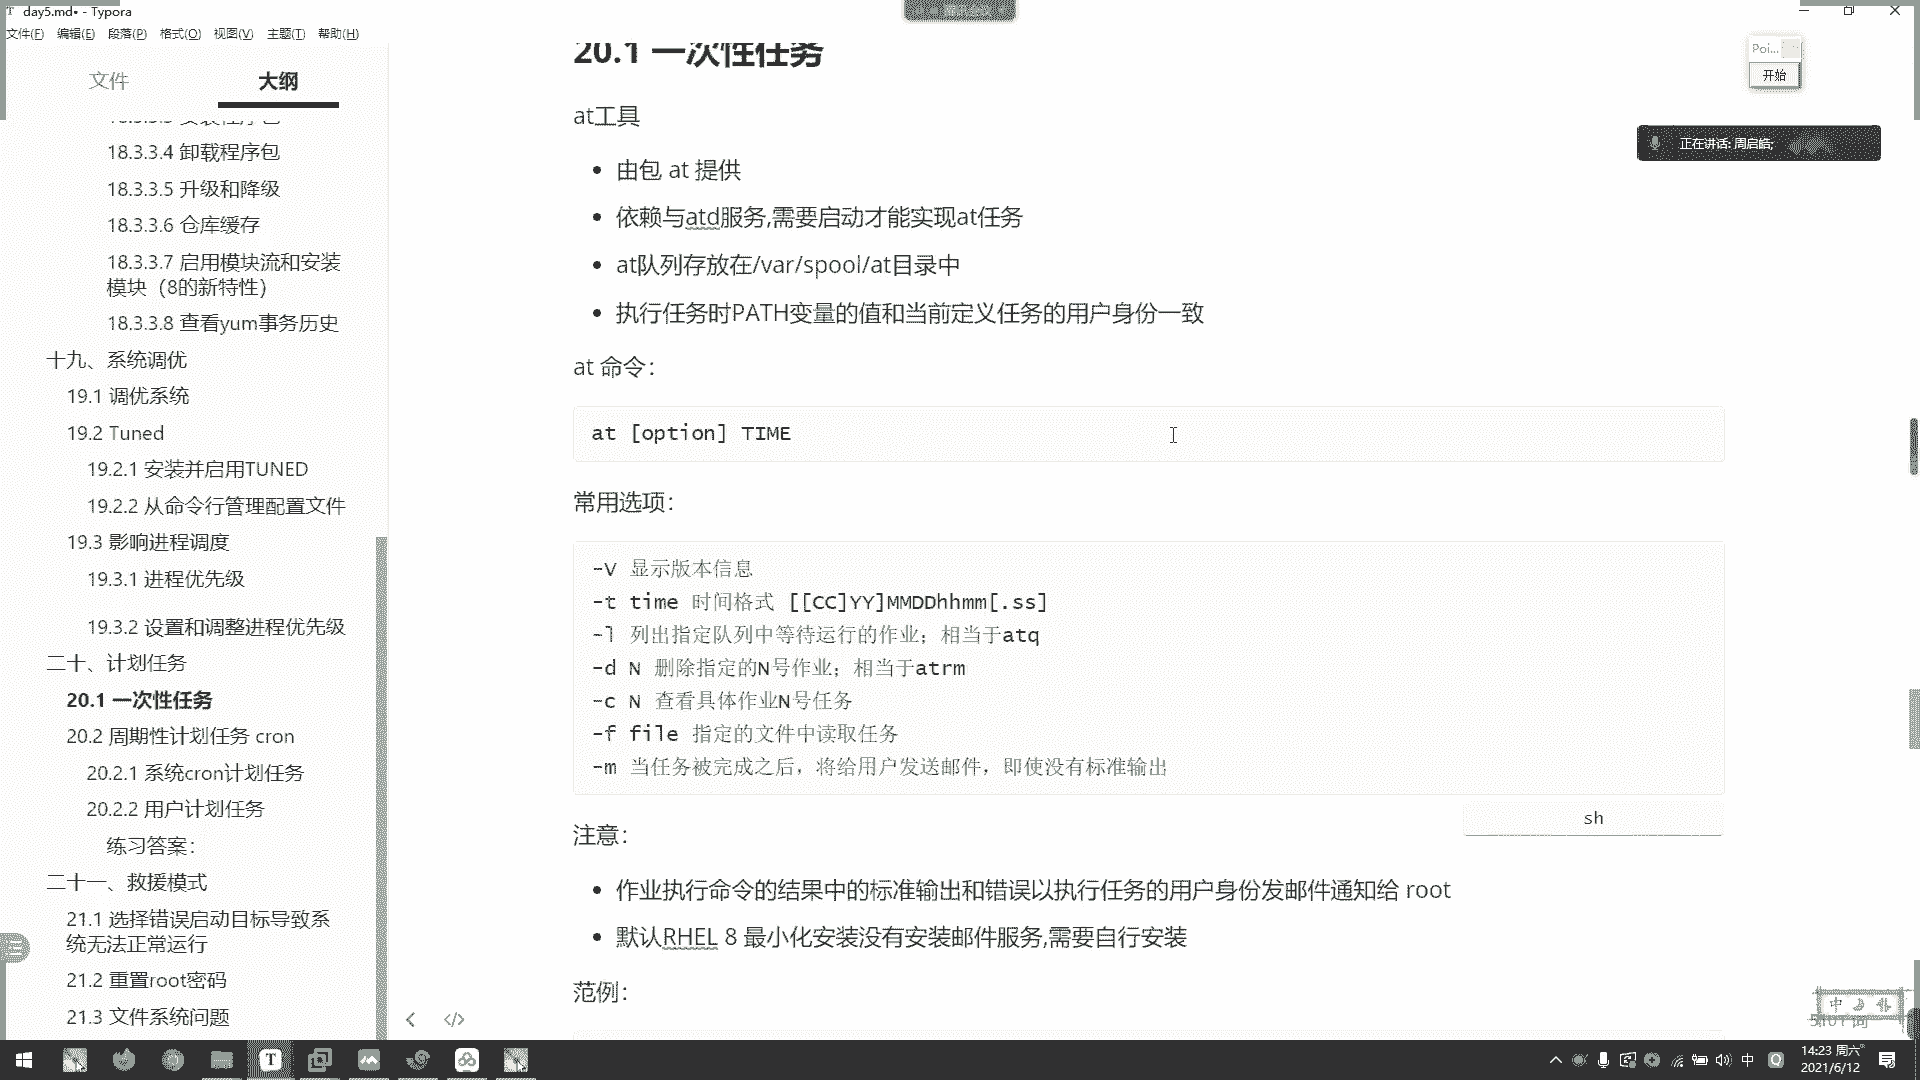 day5.md• - Typora
文件(F) 编辑(E) 段落(P) 格式(O) 视图(V) 主题(T) 帮助(H)
文件 大纲
18.3.3.4 卸载程序包
18.3.3.5 升级和降级
18.3.3.6 仓库缓存
18.3.3.7 启用模块流和安装
模块（8的新特性）
18.3.3.8 查看yum事务历史
十九、系统调优
19.1 调优系统
19.2 Tuned
19.2.1 安装并启用TUNED
19.2.2 从命令行管理配置文件
19.3 影响进程调度
19.3.1 进程优先级
19.3.2 设置和调整进程优先级
二十、计划任务
20.1 一次性任务
20.2 周期性计划任务 cron
20.2.1 系统cron计划任务
20.2.2 用户计划任务
练习答案：
二十一、救援模式
21.1 选择错误启动目标导致系
统无法正常运行
21.2 重置root密码
21.3 文件系统问题
20.1 一次性任务
at工具
由包 at 提供
依赖与atd服务,需要启动才能实现at任务
at队列存放在/var/spool/at目录中
执行任务时PATH变量的值和当前定义任务的用户身份一致
at 命令：
at [option] TIME
常用选项：
-V 显示版本信息
-t time 时间格式 [[CC]YY]MMDDhhmm[.ss]
-l 列出指定队列中等待运行的作业；相当于atq
-d N 删除指定的N号作业；相当于atrm
-c N 查看具体作业N号任务
-f file 指定的文件中读取任务
-m 当任务被完成之后，将给用户发送邮件，即使没有标准输出
sh
注意：
作业执行命令的结果中的标准输出和错误以执行任务的用户身份发邮件通知给 root
默认RHEL 8 最小化安装没有安装邮件服务,需要自行安装
范例：
Poi...
开始
正在讲话: 周启皓;
中
14:23 周六
2021/6/12